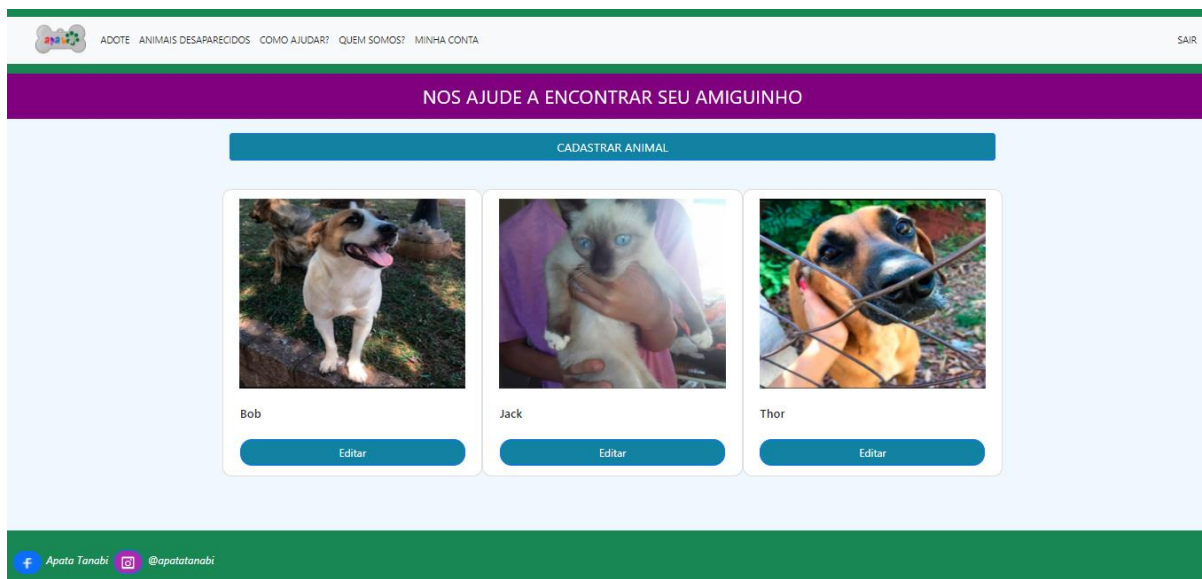 apata
ADOTE ANIMAIS DESAPARECIDOS COMO AJUDAR? QUEM SOMOS? MINHA CONTA SAIR
NOS AJUDE A ENCONTRAR SEU AMIGUINHO
CADASTRAR ANIMAL
Bob Jack Thor
Editar Editar Editar
Apata Tanabi @apatatanabi